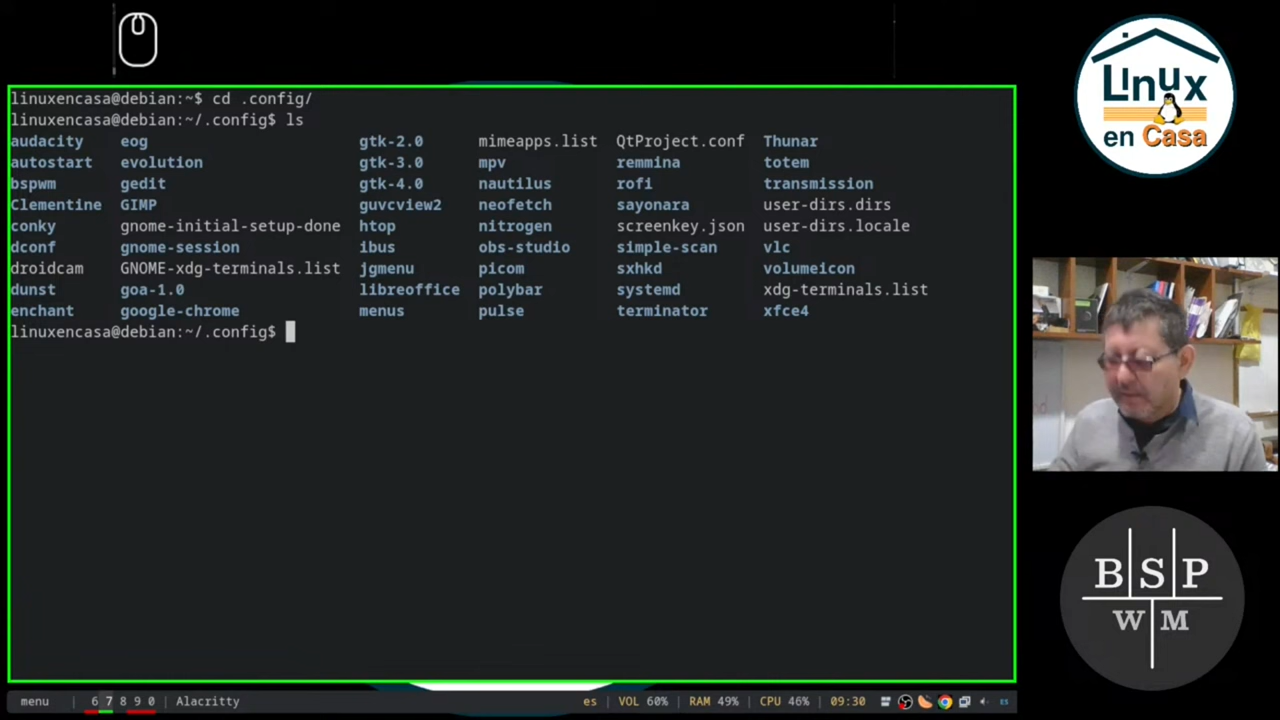 LInUx
en Casa
linuxencasa@debian:~$ cd .config/
linuxencasa@debian:~/.config$ ls
audacity eog gtk-2.0 mimeapps.list QtProject.conf Thunar
autostart evolution gtk-3.0 mpv remmina totem
bspwm gedit gtk-4.0 nautilus rofi transmission
Clementine GIMP guvcview2 neofetch sayonara user-dirs.dirs
conky gnome-initial-setup-done htop nitrogen screenkey.json user-dirs.locale
dconf gnome-session ibus obs-studio simple-scan vlc
droidcam GNOME-xdg-terminals.list jgmenu picom sxhkd volumeicon
dunst goa-1.0 libreoffice polybar systemd xdg-terminals.list
enchant google-chrome menus pulse terminator xfce4
linuxencasa@debian:~/.config$
BSP
WM
menu 6 7 8 9 0 Alacritty es VOL 60% RAM 49% CPU 46% 09:30 ES